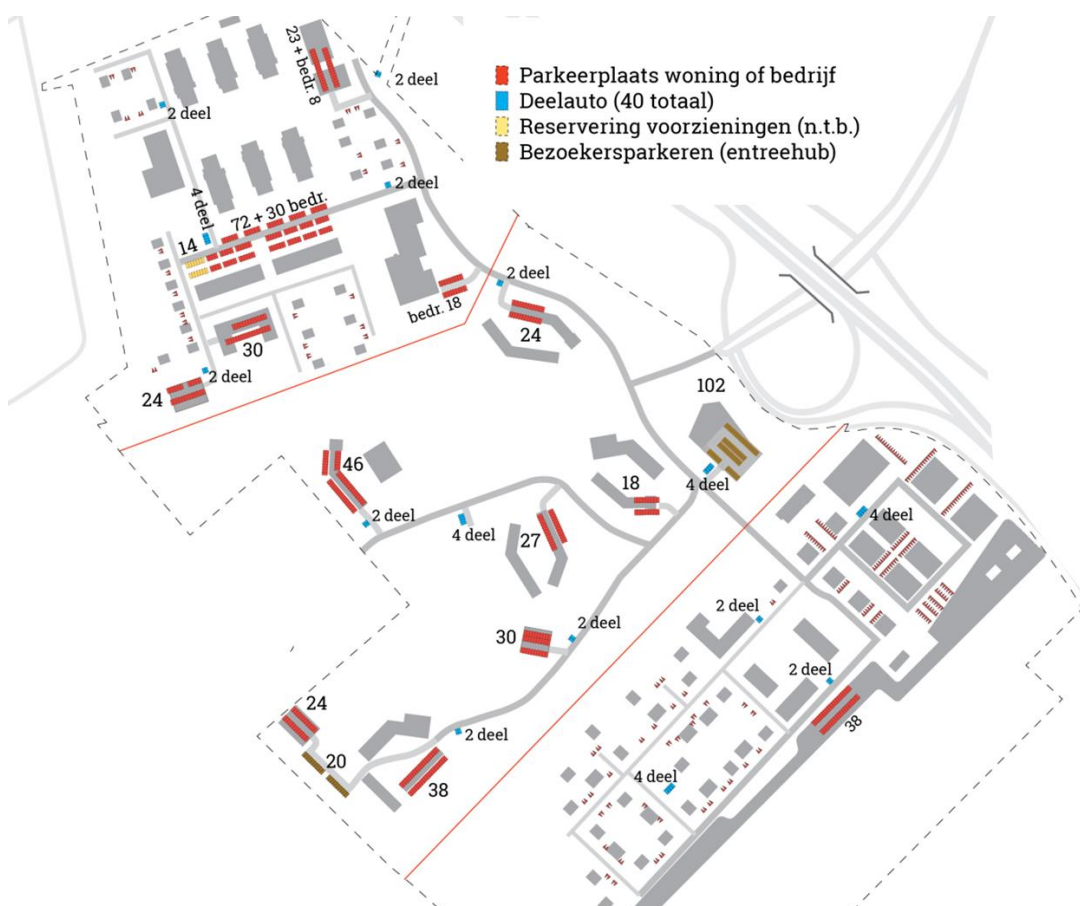 23 + bedr. 8
2 deel
Parkeerplaats woning of bedrijf
Deelauto (40 totaal)
Reservering voorzieningen (n.t.b.)
Bezoekersparkeren (entreehub)
2 deel
2 deel
4 deel
72 + 30 bedr.
14
2 deel
bedr. 18
24
30
2 deel
24
102
46
18
4 deel
2 deel
4 deel
27
4 deel
2 deel
2 deel
30
2 deel
24
38
2 deel
20
4 deel
38